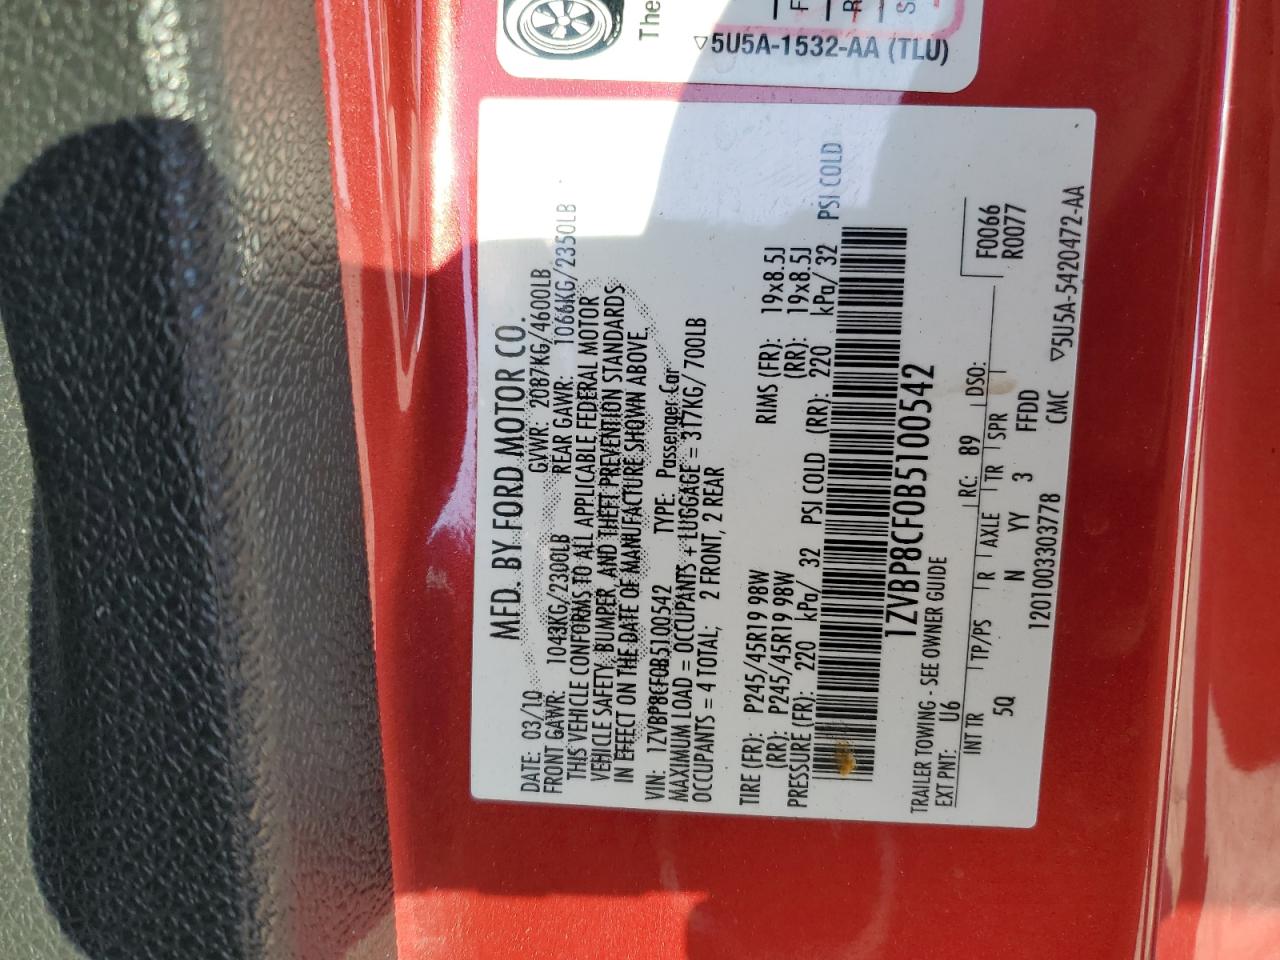 The
F
R
S
▽5U5A-1532-AA (TLU)
MFD. BY FORD MOTOR CO.
DATE: 03/10 GVWR: 2087KG/4600LB
FRONT GAWR: 1043KG/2300LB REAR GAWR: 1066KG/2350LB
THIS VEHICLE CONFORMS TO ALL APPLICABLE FEDERAL MOTOR
VEHICLE SAFETY, BUMPER, AND THEFT PREVENTION STANDARDS
IN EFFECT ON THE DATE OF MANUFACTURE SHOWN ABOVE.
VIN: 1ZVBP8CF0B5100542 TYPE: Passenger Car
MAXIMUM LOAD = OCCUPANTS + LUGGAGE = 317KG/700LB
OCCUPANTS = 4 TOTAL; 2 FRONT, 2 REAR
TIRE (FR): P245/45R19 98W RIMS (FR): 19x8.5J
(RR): P245/45R19 98W (RR): 19x8.5J
PRESSURE (FR): 220 kPa/ 32 PSI COLD (RR): 220 kPa/ 32 PSI COLD
1ZVBP8CF0B5100542
TRAILER TOWING - SEE OWNER GUIDE
EXT PNT: U6 RC: 89 DSO:
INT TR TP/PS R AXLE TR SPR F0066
5Q N YY 3 FFDD R0077
1201003303778 CMC
▽5U5A-5420472-AA